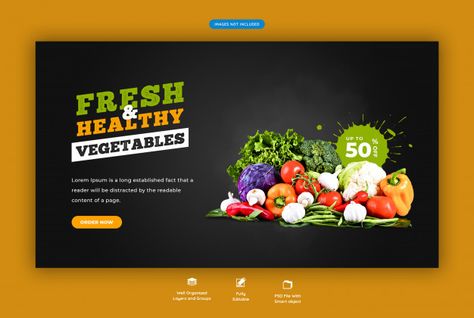 IMAGES NOT INCLUDED
FRESH
&
HEALTHY
VEGETABLES
UP TO
50% OFF
Lorem Ipsum is a long established fact that a
reader will be distracted by the readable
content of a page.
ORDER NOW
Well Organized
Layers and Groups
Fully
Editable
PSD File With
Smart object